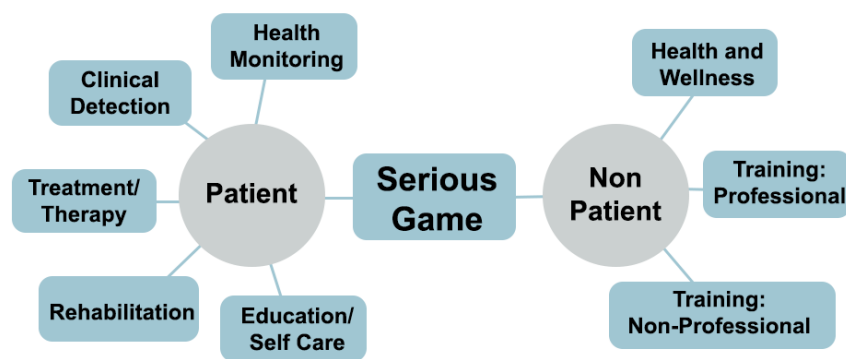 Health
Monitoring
Clinical
Detection
Treatment/
Therapy
Patient
Rehabilitation
Education/
Self Care
Serious
Game
Non
Patient
Health and
Wellness
Training:
Professional
Training:
Non-Professional